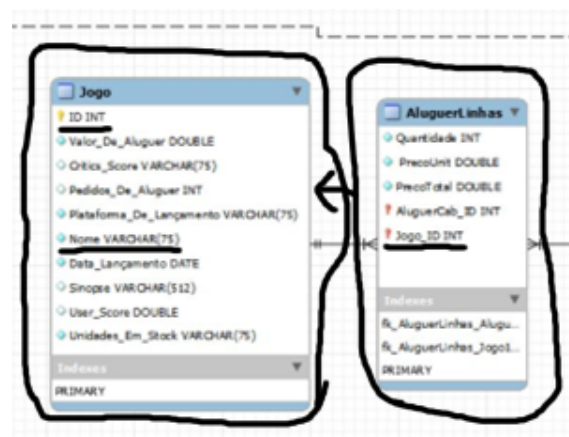 Jogo
ID INT
Valor_De_Aluguer DOUBLE
Critics_Score VARCHAR(75)
Pedidos_De_Aluguer INT
Plataforma_De_Lançamento VARCHAR(75)
Nome VARCHAR(75)
Data_Lançamento DATE
Sinopse VARCHAR(512)
User_Score DOUBLE
Unidades_Em_Stock VARCHAR(75)
Indexes
PRIMARY
AluguerLinhas
Quantidade INT
PrecoUnit DOUBLE
PrecoTotal DOUBLE
AluguerCab_ID INT
Jogo_ID INT
Indexes
fk_AluguerLinhas_Alugu...
fk_AluguerLinhas_Jogo1...
PRIMARY